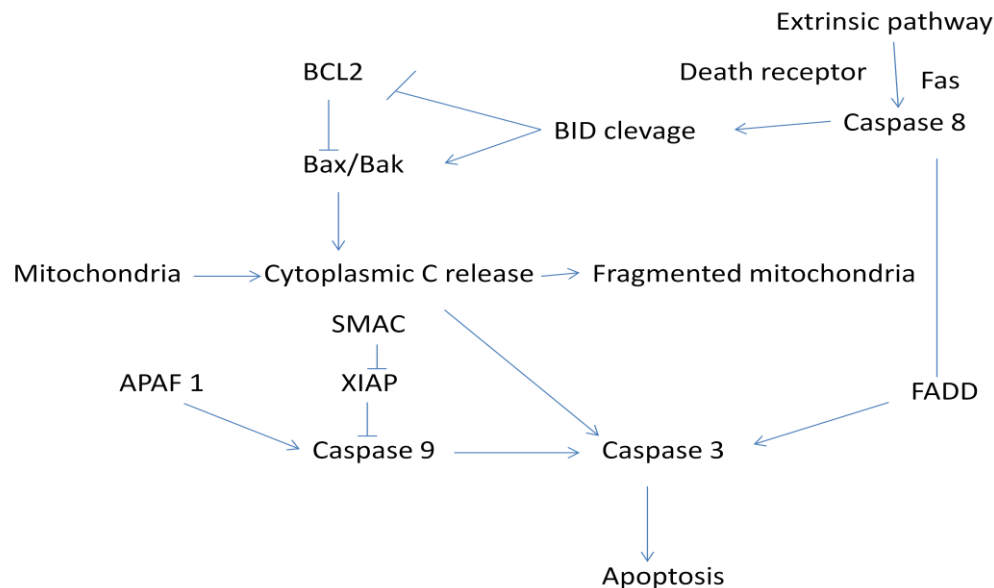 Extrinsic pathway
BCL2
Death receptor
Fas
BID clevage
Caspase 8
Bax/Bak
Mitochondria
Cytoplasmic C release
Fragmented mitochondria
SMAC
APAF 1
XIAP
FADD
Caspase 9
Caspase 3
Apoptosis